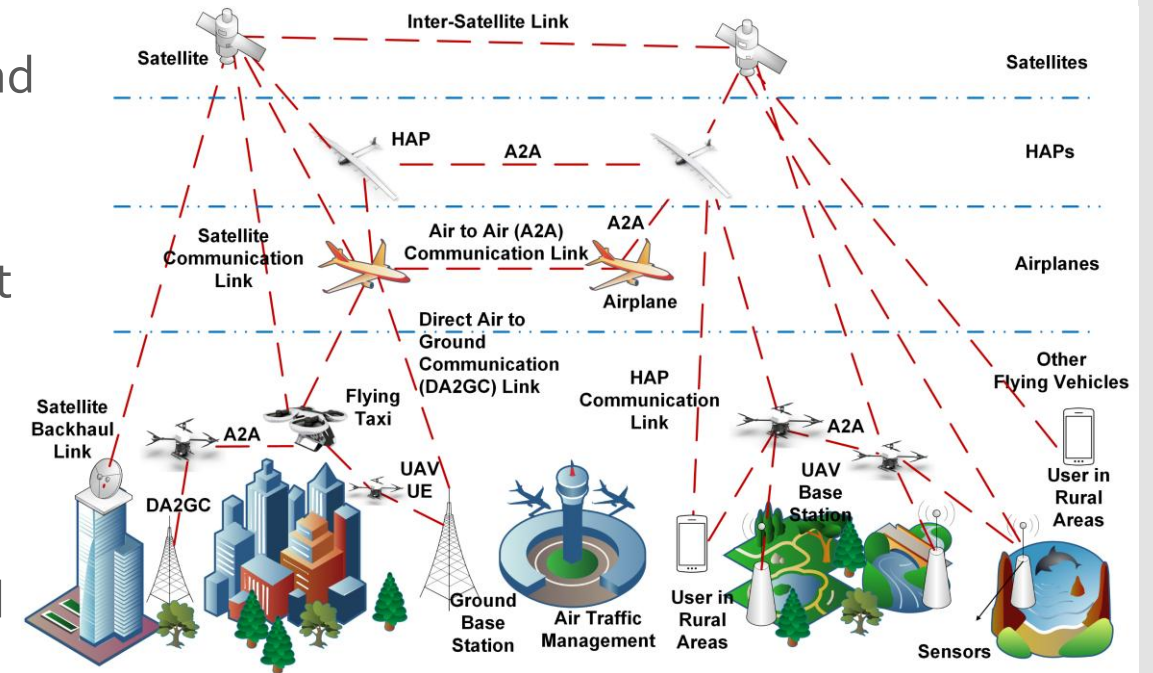 Inter-Satellite Link
Satellite
Satellites
HAP
A2A
HAPs
Satellite
Communication
Link
Air to Air (A2A)
Communication Link
A2A
Airplane
Airplanes
Direct Air to
Ground
Communication
(DA2GC) Link
HAP
Communication
Link
Other
Flying Vehicles
Satellite
Backhaul
Link
A2A
Flying
Taxi
DA2GC
UAV
UE
A2A
UAV
Base
Station
User in
Rural
Areas
Ground
Base
Station
Air Traffic
Management
User in
Rural
Areas
Sensors